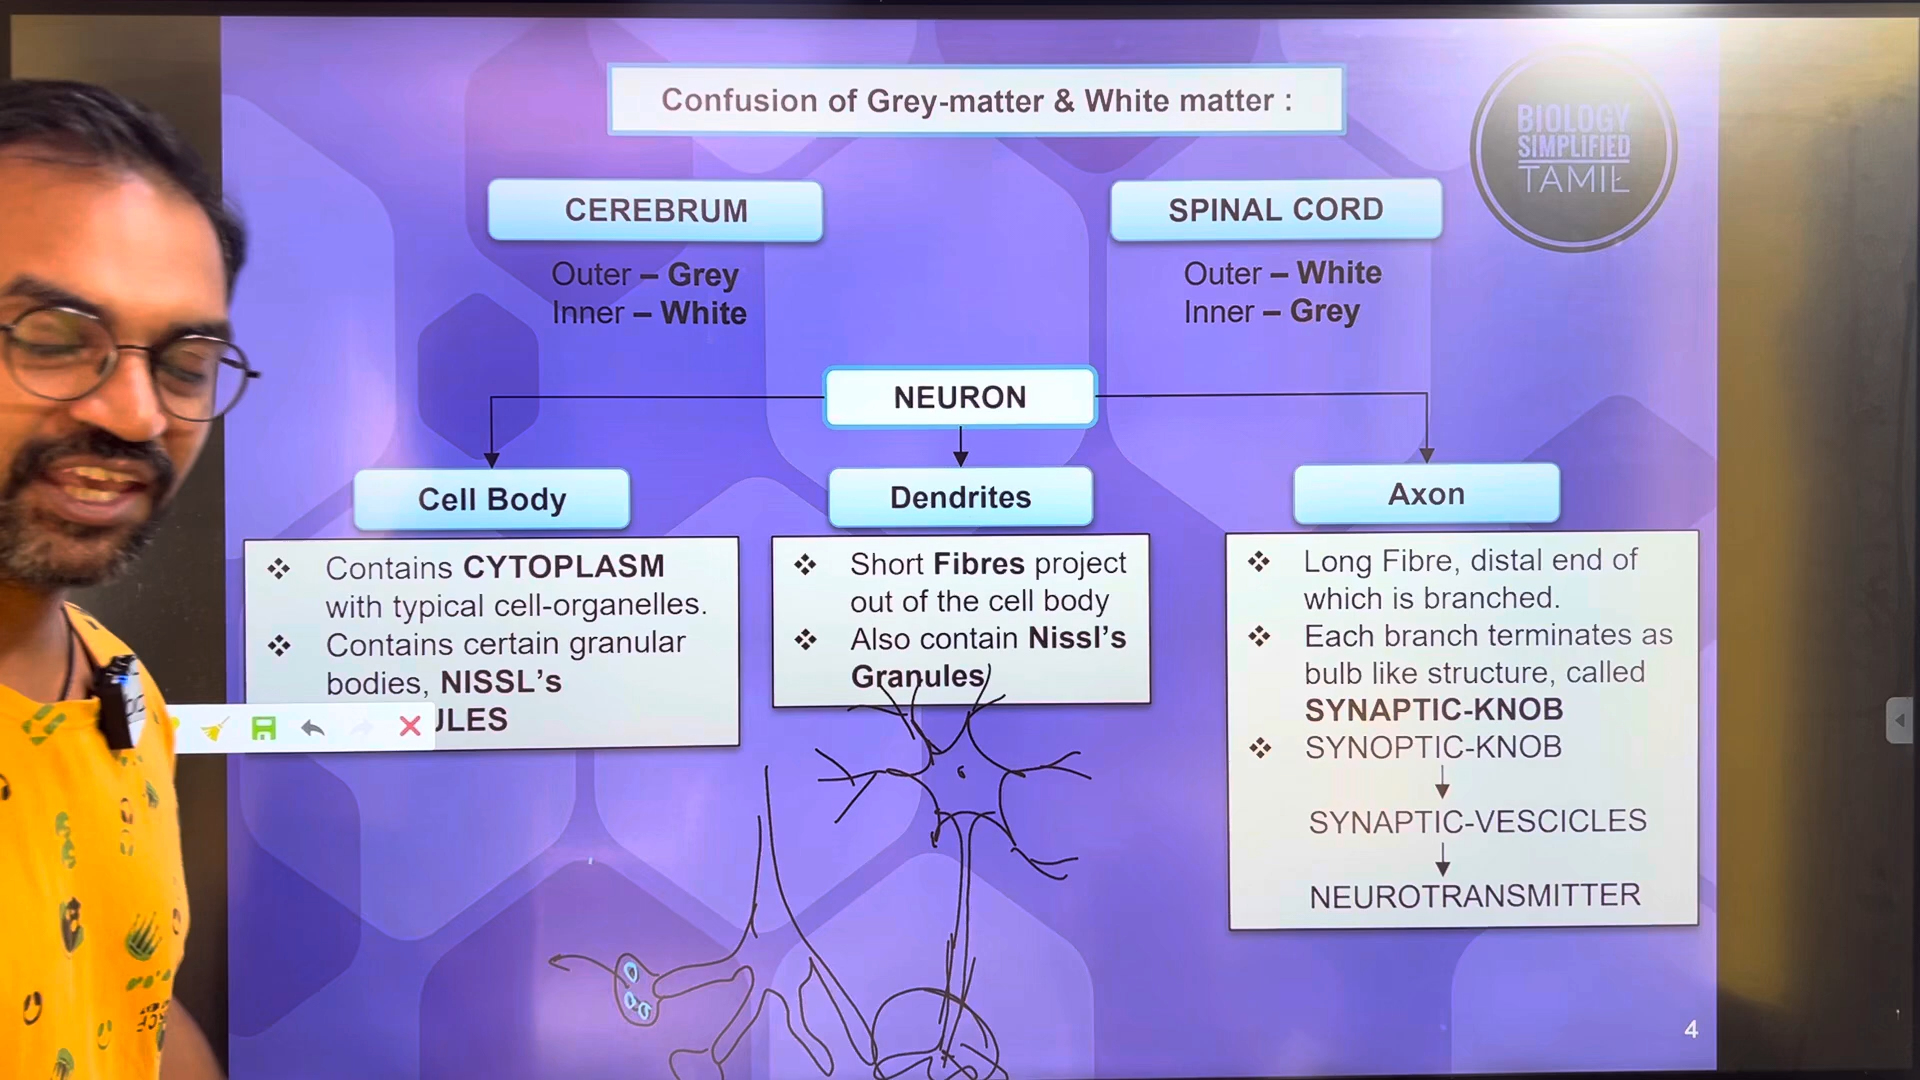 Confusion of Grey-matter & White matter :
BIOLOGY
SIMPLIFIED
TAMIL
CEREBRUM
Outer – Grey
Inner – White
SPINAL CORD
Outer – White
Inner – Grey
NEURON
Cell Body
❖ Contains CYTOPLASM
with typical cell-organelles.
❖ Contains certain granular
bodies, NISSL’s
ULES
Dendrites
❖ Short Fibres project
out of the cell body
❖ Also contain Nissl’s
Granules
Axon
❖ Long Fibre, distal end of
which is branched.
❖ Each branch terminates as
bulb like structure, called
SYNAPTIC-KNOB
❖ SYNOPTIC-KNOB
SYNAPTIC-VESCICLES
NEUROTRANSMITTER
4